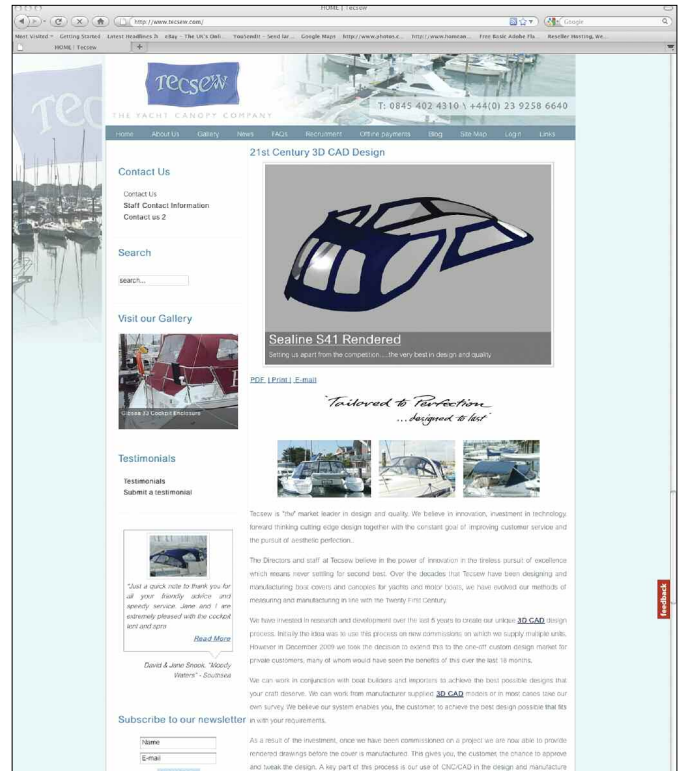 HOME | Tecsew
http://www.tecsew.com/
Google
Most Visited
Getting Started
Latest Headlines
eBay – The UK's Onli...
YouSendIt – Send lar...
Google Maps
http://www.photos.c...
http://www.homcan...
Free Basic Adobe Fla...
Reseller Hosting, We...
HOME | Tecsew
Tec
TECSEW
THE YACHT CANOPY COMPANY
T: 0845 402 4310 \ +44(0) 23 9258 6640
Home About Us Gallery News FAQs Recruitment Offline payments Blog Site Map Login Links
21st Century 3D CAD Design
Contact Us
Contact Us
Staff Contact Information
Contact us 2
Search
search...
Visit our Gallery
Gibsea 33 Cockpit Enclosure
Testimonials
Testimonials
Submit a testimonial
"Just a quick note to thank you for
all your friendly advice and
speedy service. Jane and I are
extremely pleased with the cockpit
tent and spra
Read More
David & Jane Snook, "Moody
Waters" - Southsea
Subscribe to our newsletter
Name
E-mail
Sealine S41 Rendered
Setting us apart from the competition.....the very best in design and quality
PDF | Print | E-mail
"Tailored to Perfection
...designed to last"
Tecsew is "the" market leader in design and quality. We believe in innovation, investment in technology,
forward thinking cutting edge design together with the constant goal of improving customer service and
the pursuit of aesthetic perfection..
The Directors and staff at Tecsew believe in the power of innovation in the tireless pursuit of excellence
which means never settling for second best. Over the decades that Tecsew have been designing and
manufacturing boat covers and canopies for yachts and motor boats, we have evolved our methods of
measuring and manufacturing in line with the Twenty First Century.
We have invested in research and development over the last 5 years to create our unique 3D CAD design
process. Initially the idea was to use this process on new commissions on which we supply multiple units.
However in December 2009 we took the decision to extend this to the one-off custom design market for
private customers, many of whom would have seen the benefits of this over the last 18 months.
We can work in conjunction with boat builders and importers to achieve the best possible designs that
your craft deserve. We can work from manufacturer supplied 3D CAD models or in most cases take our
own survey. We believe our system enables you, the customer, to achieve the best design possible that fits
in with your requirements.
As a result of the investment, once we have been commissioned on a project we are now able to provide
rendered drawings before the cover is manufactured. This gives you, the customer, the chance to approve
and tweak the design. A key part of this process is our use of CNC/CAD in the design and manufacture
feedback